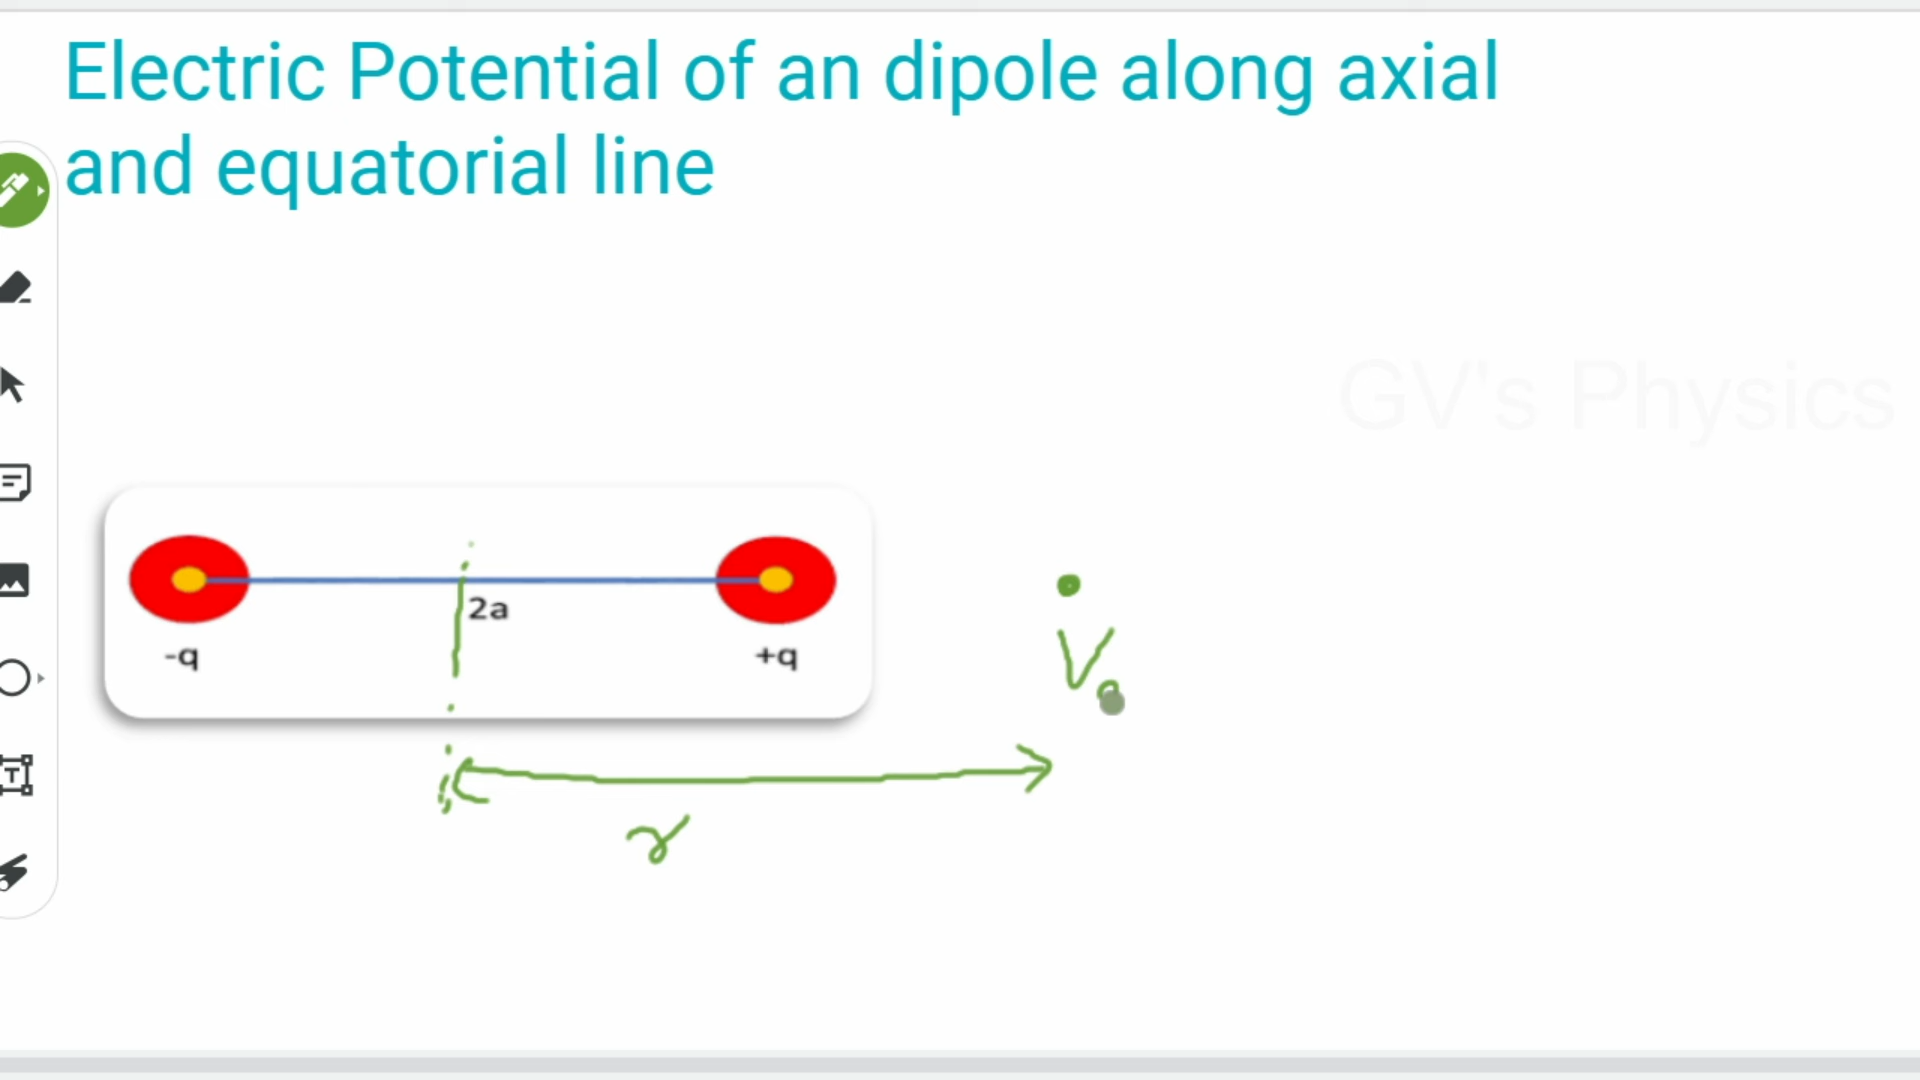 Electric Potential of an dipole along axial
and equatorial line
GV's Physics
2a
-q
+q
V
r